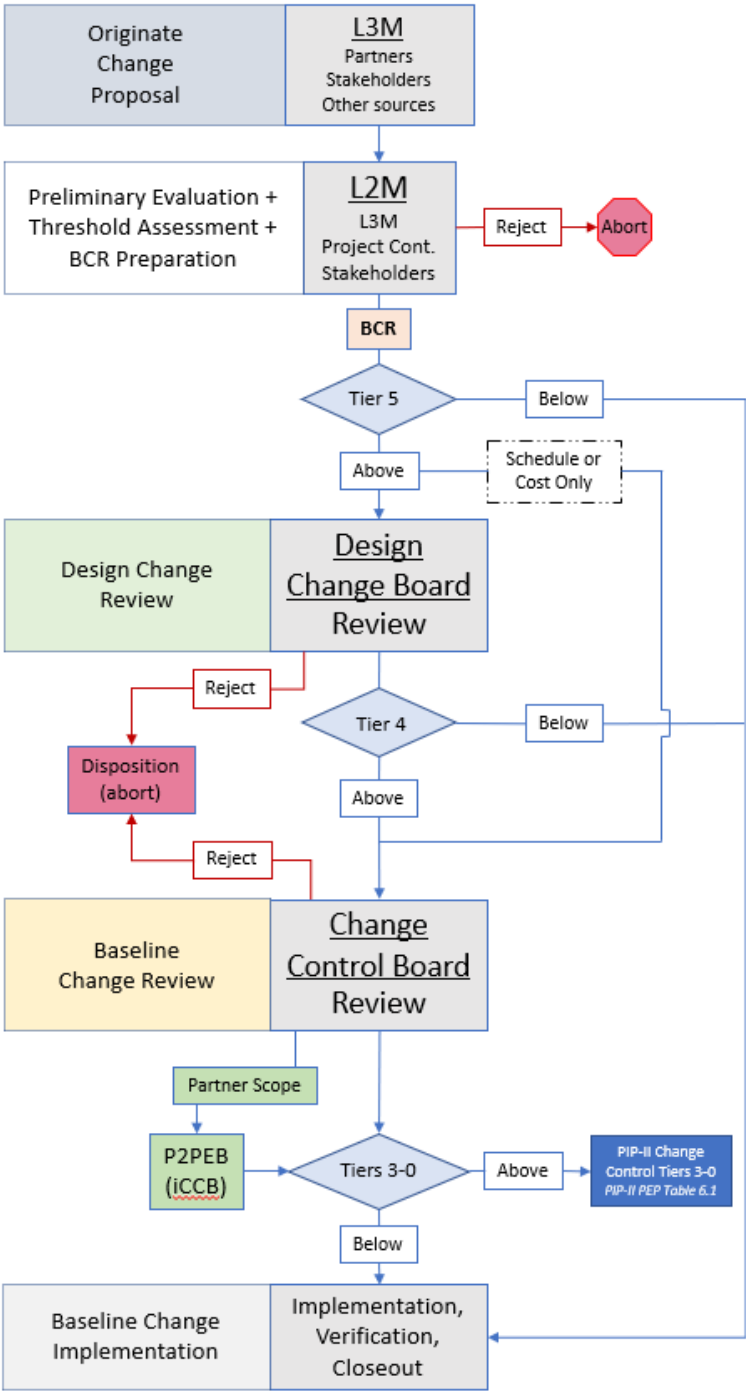 Originate
Change
Proposal
L3M
Partners
Stakeholders
Other sources
Preliminary Evaluation +
Threshold Assessment +
BCR Preparation
L2M
L3M
Project Cont.
Stakeholders
Reject
Abort
BCR
Tier 5
Below
Above
Schedule or
Cost Only
Design Change
Review
Design
Change Board
Review
Reject
Tier 4
Below
Disposition
(abort)
Above
Reject
Baseline
Change Review
Change
Control Board
Review
Partner Scope
P2PEB
(iCCB)
Tiers 3-0
Above
PIP-II Change
Control Tiers 3-0
PIP-II PEP Table 6.1
Below
Baseline Change
Implementation
Implementation,
Verification,
Closeout